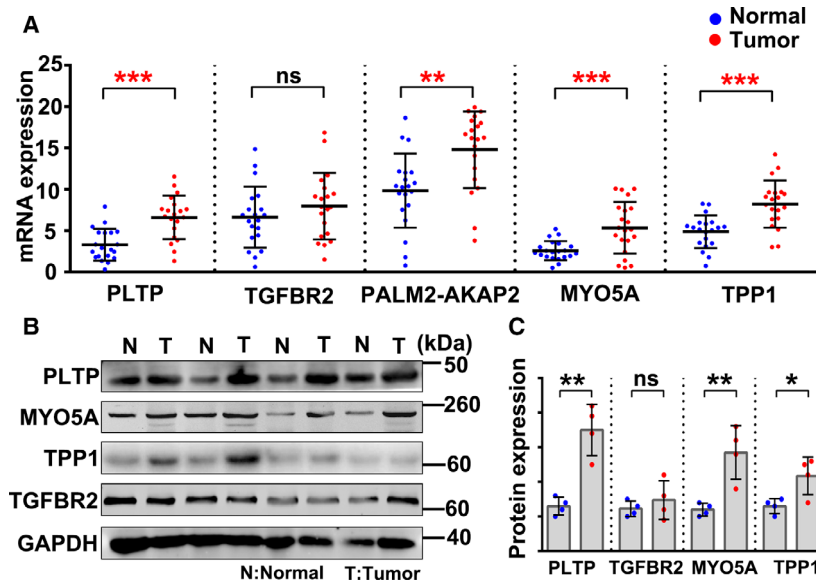 A
Normal
Tumor
mRNA expression
25
20
15
10
5
0
*** ns ** *** ***
PLTP TGFBR2 PALM2-AKAP2 MYO5A TPP1
B
N T N T N T N T (kDa)
PLTP
50
MYO5A
260
TPP1
60
TGFBR2
60
GAPDH
40
N:Normal T:Tumor
C
Protein expression
** ns ** *
PLTP TGFBR2 MYO5A TPP1